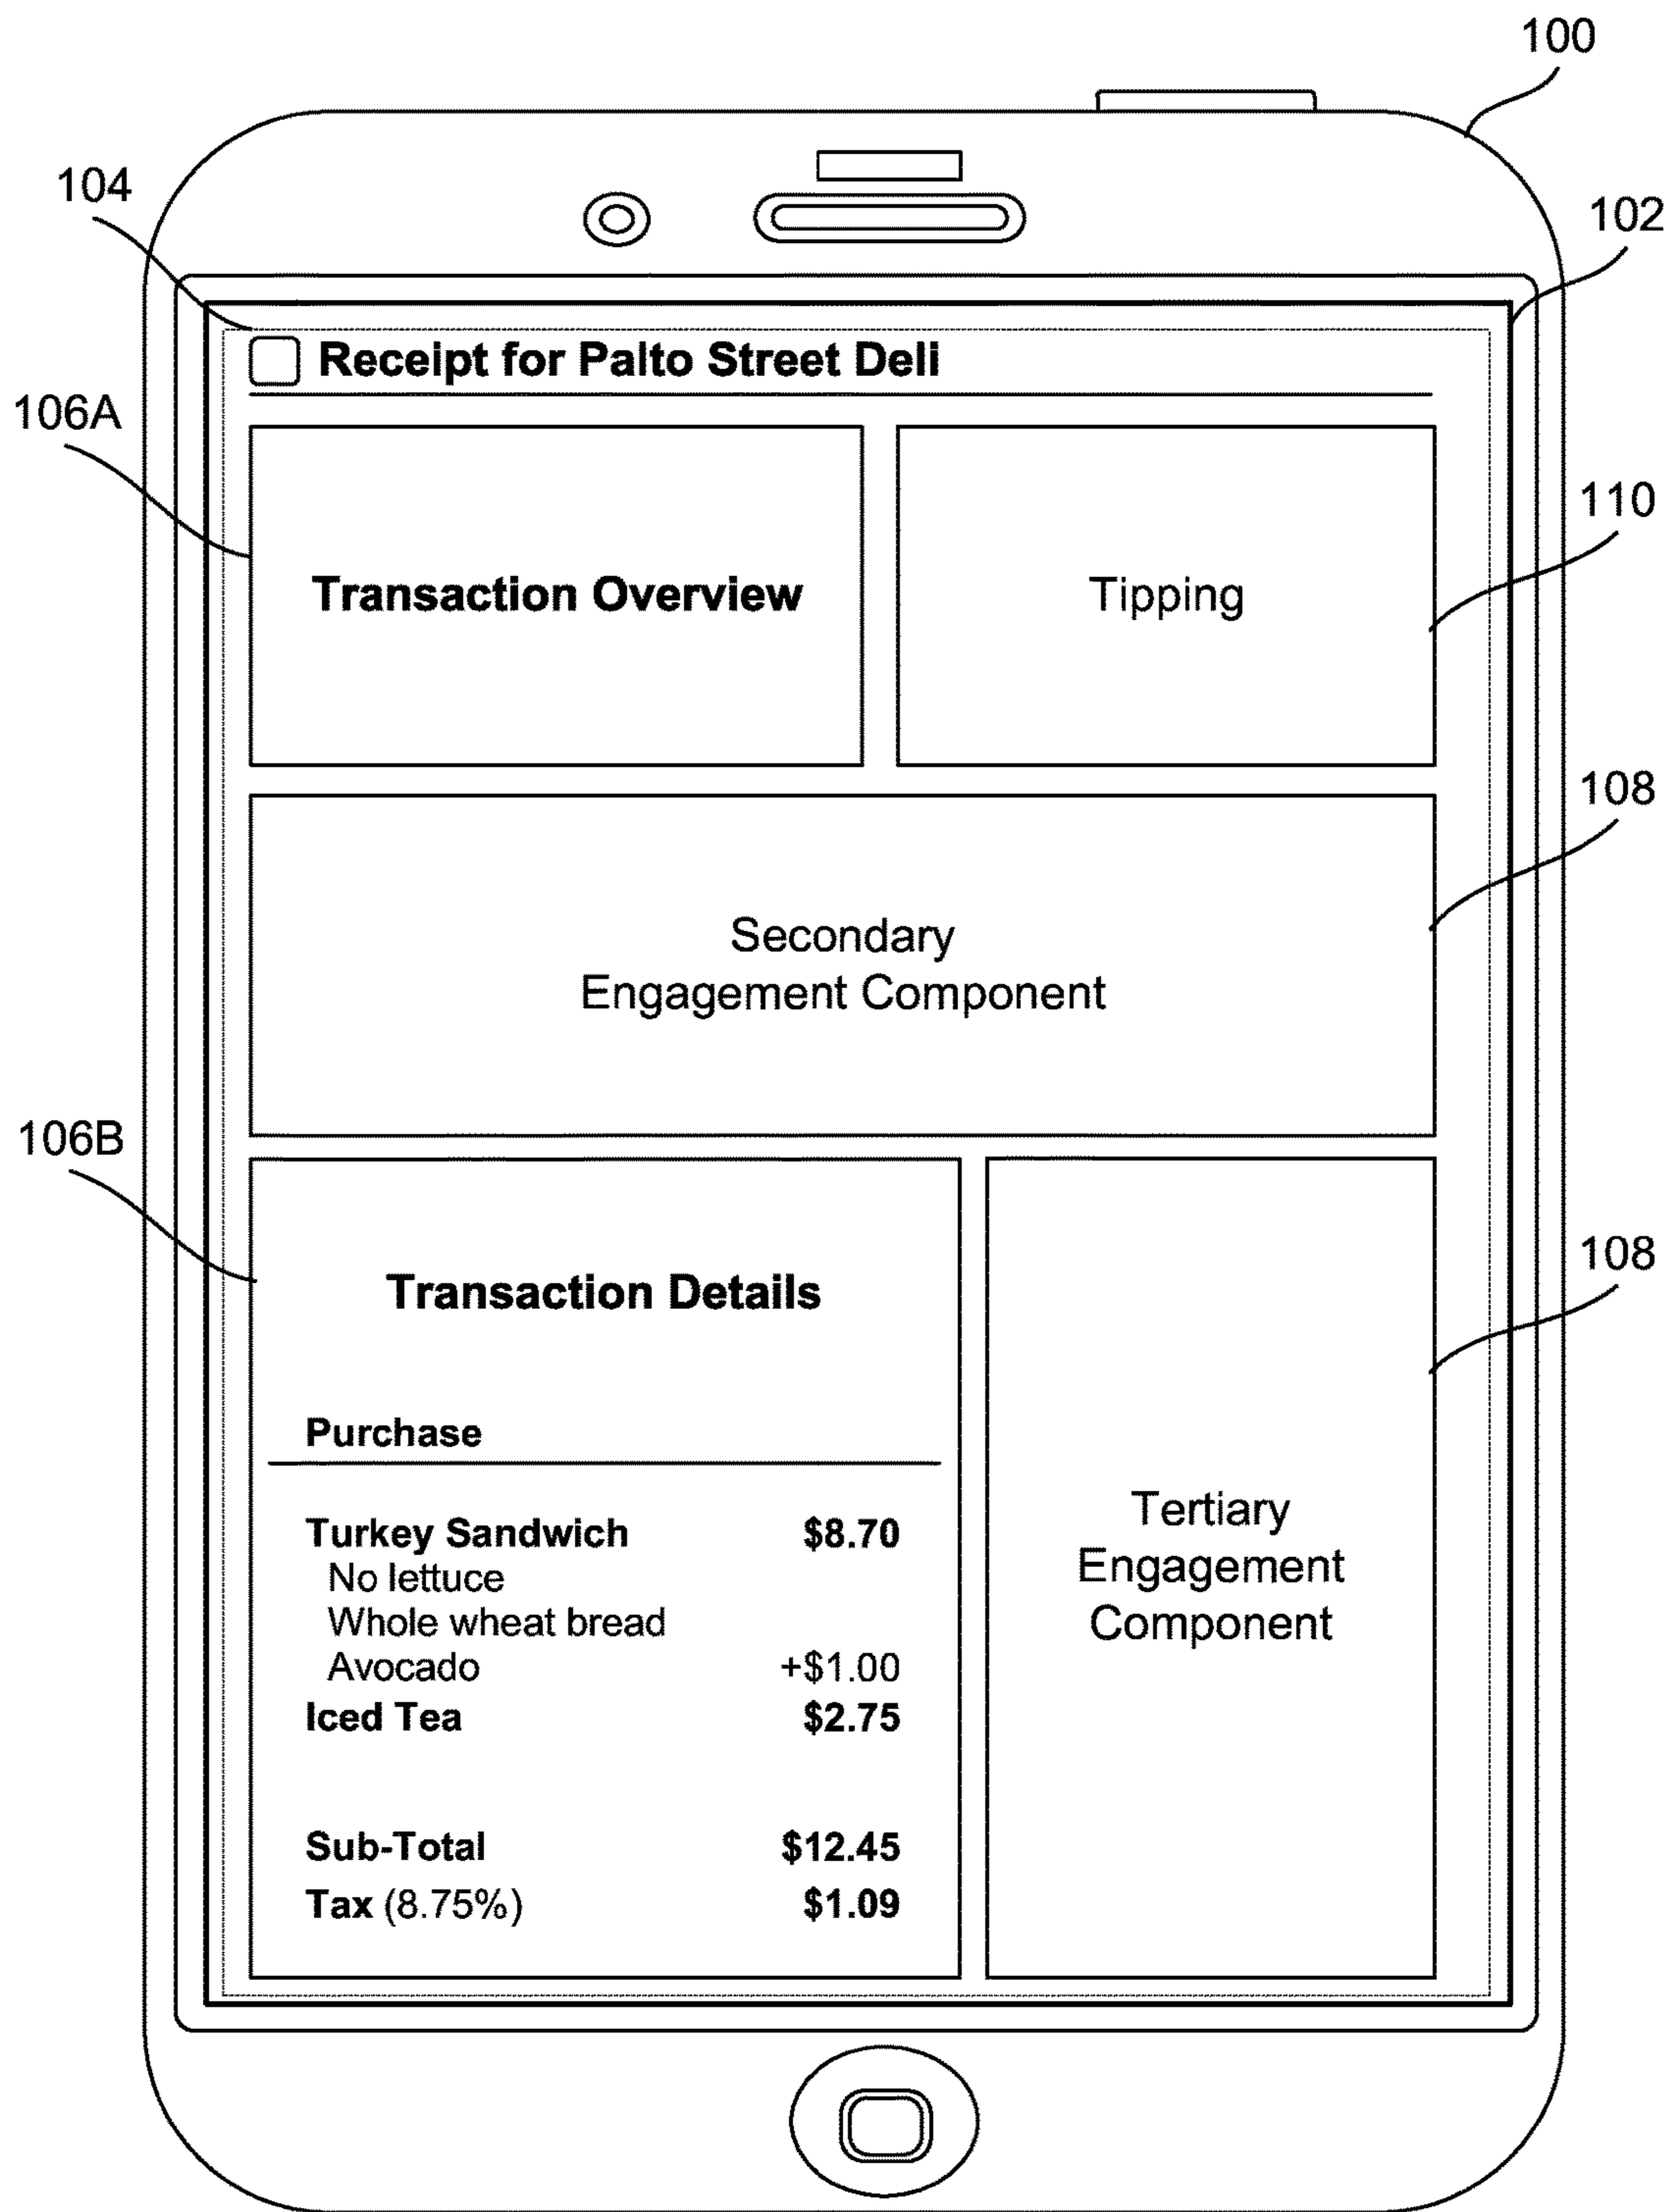 100
104
102
Receipt for Palto Street Deli
106A
110
Transaction Overview
Tipping
108
Secondary
Engagement Component
106B
108
Transaction Details
Purchase
Turkey Sandwich $8.70
No lettuce
Whole wheat bread
Avocado +$1.00
Iced Tea $2.75
Sub-Total $12.45
Tax (8.75%) $1.09
Tertiary
Engagement
Component